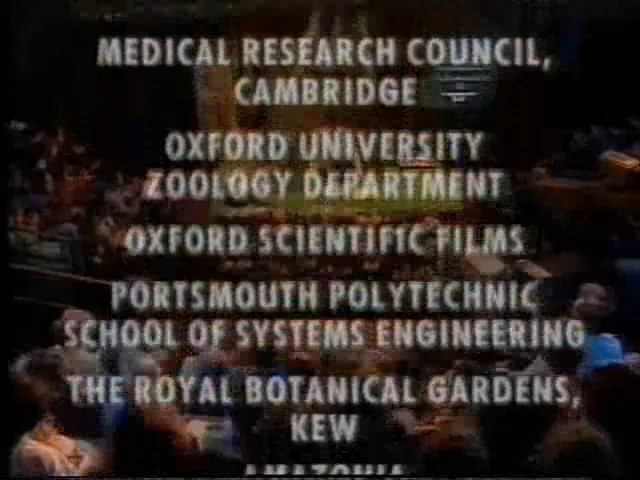 MEDICAL RESEARCH COUNCIL,
CAMBRIDGE
OXFORD UNIVERSITY
ZOOLOGY DEPARTMENT
OXFORD SCIENTIFIC FILMS
PORTSMOUTH POLYTECHNIC
SCHOOL OF SYSTEMS ENGINEERING
THE ROYAL BOTANICAL GARDENS,
KEW
AMAZONIA